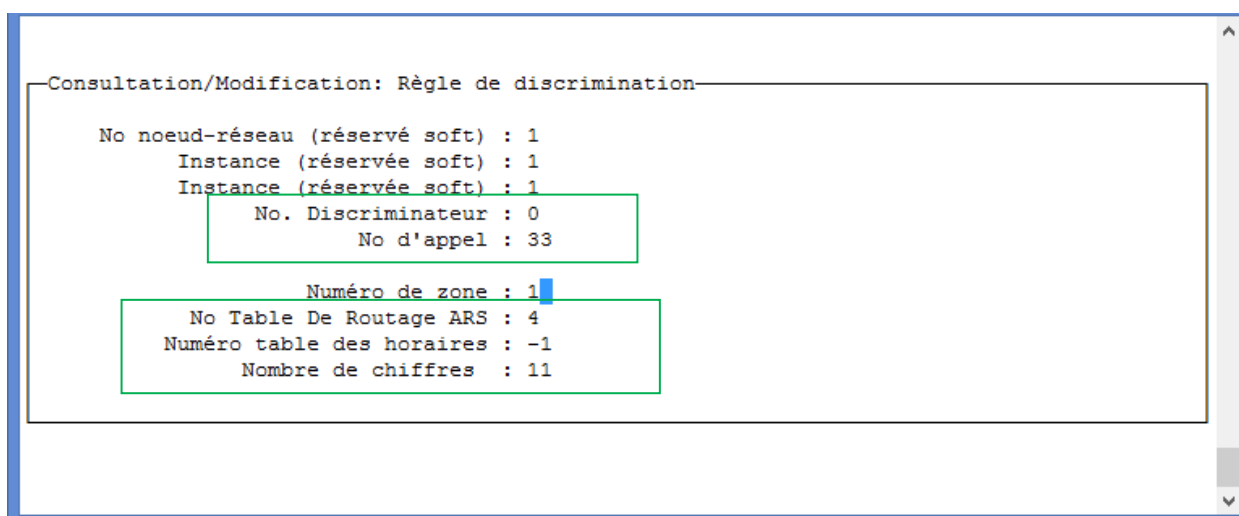 Consultation/Modification: Règle de discrimination
No noeud-réseau (réservé soft) : 1
Instance (réservée soft) : 1
Instance (réservée soft) : 1
No. Discriminateur : 0
No d'appel : 33
Numéro de zone : 1
No Table De Routage ARS : 4
Numéro table des horaires : -1
Nombre de chiffres  : 11